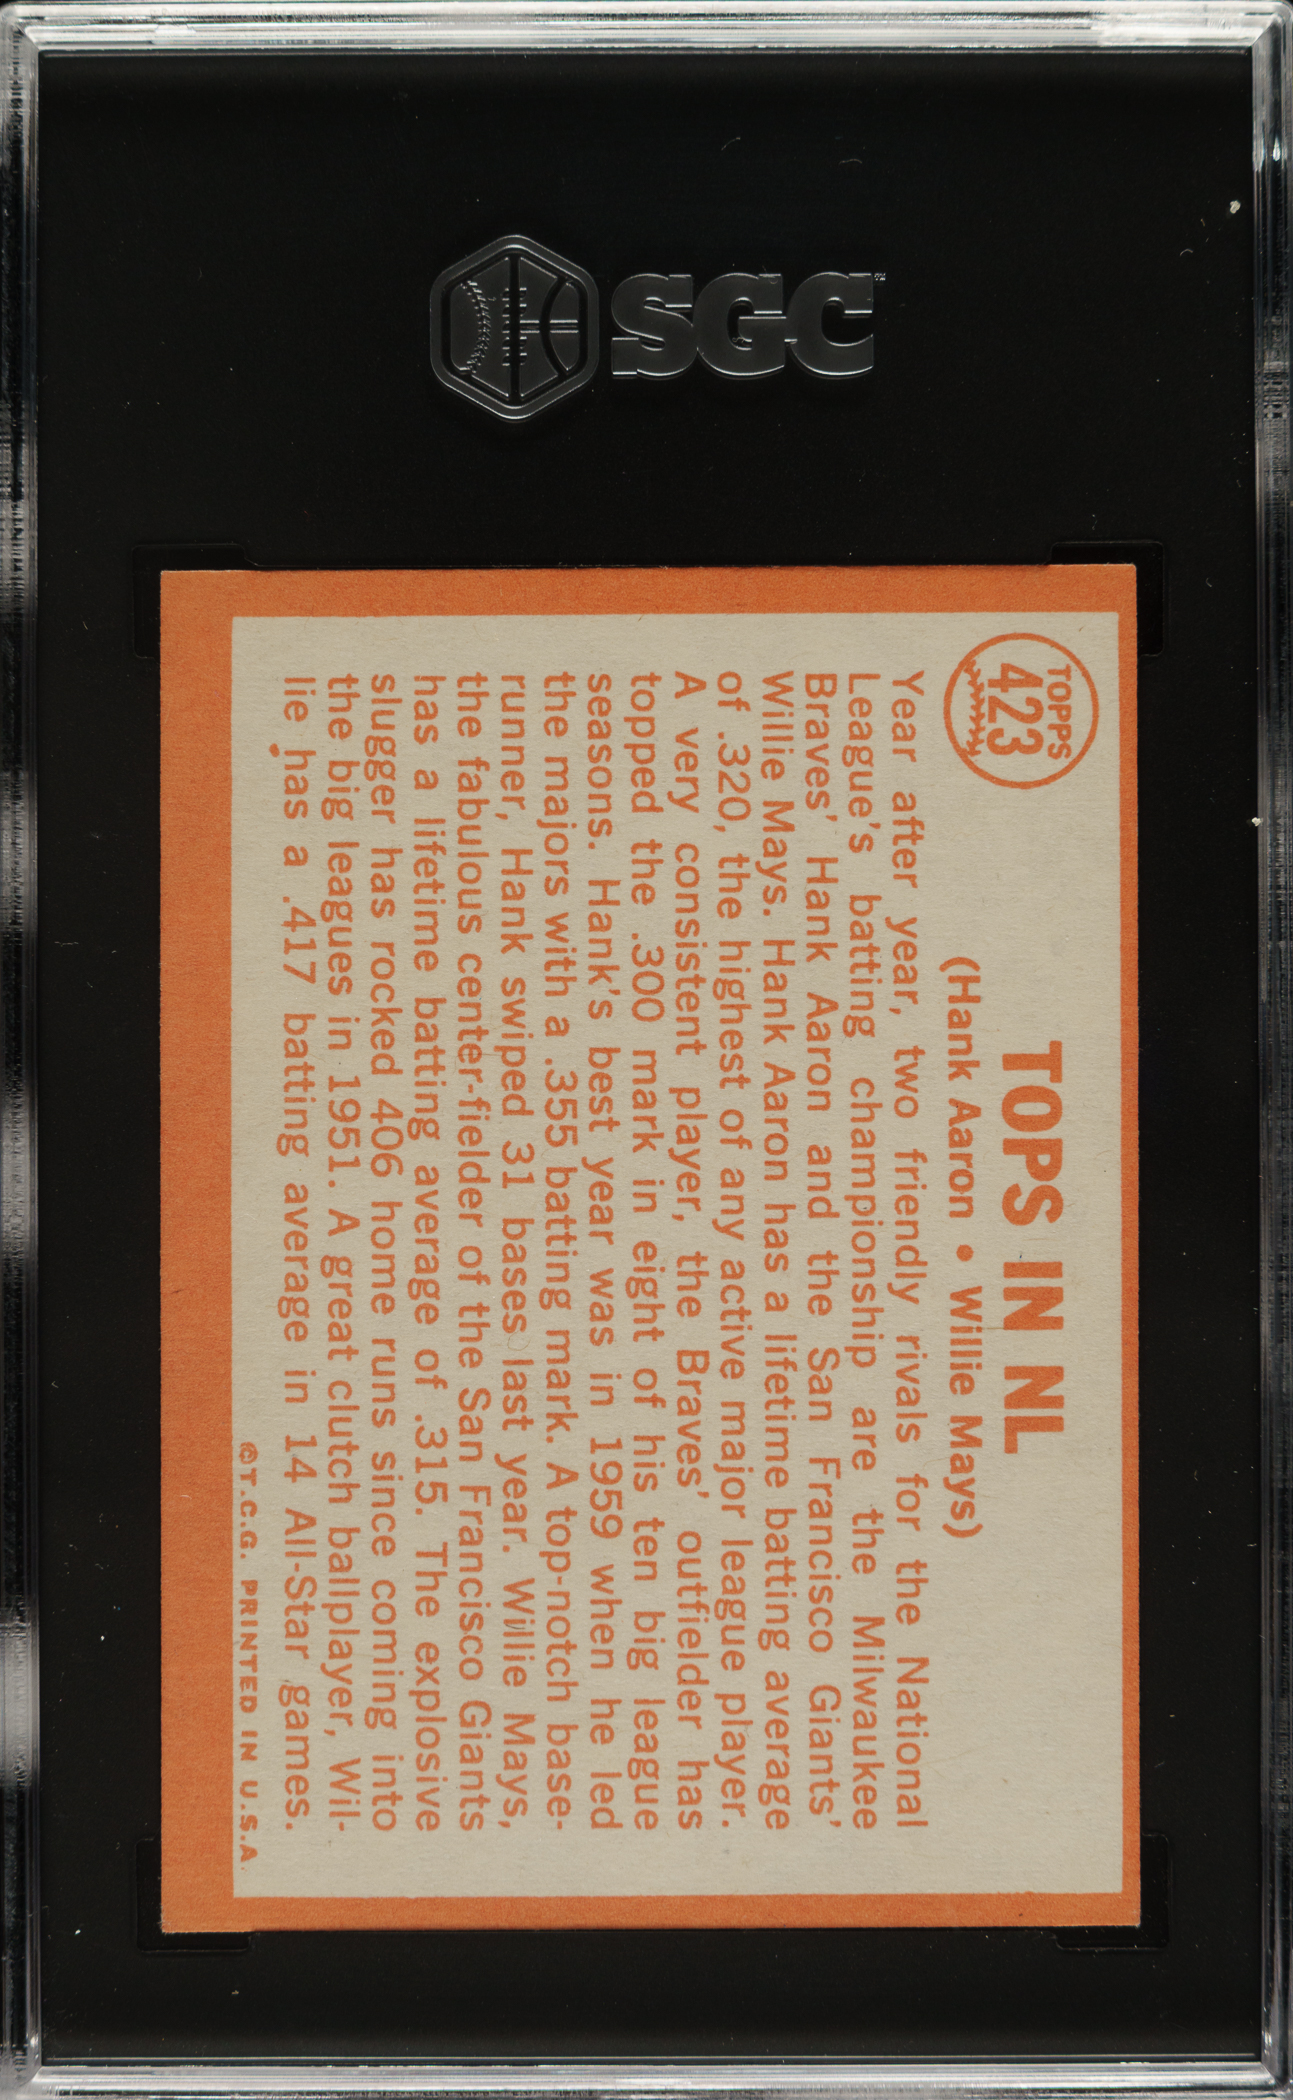 SGC
TOPPS
423
TOPS IN NL
(Hank Aaron • Willie Mays)
Year after year, two friendly rivals for the National
League's batting championship are the Milwaukee
Braves' Hank Aaron and the San Francisco Giants'
Willie Mays. Hank Aaron has a lifetime batting average
of .320, the highest of any active major league player.
A very consistent player, the Braves' outfielder has
topped the .300 mark in eight of his ten big league
seasons. Hank's best year was in 1959 when he led
the majors with a .355 batting mark. A top-notch base-
runner, Hank swiped 31 bases last year. Willie Mays,
the fabulous center-fielder of the San Francisco Giants
has a lifetime batting average of .315. The explosive
slugger has rocked 406 home runs since coming into
the big leagues in 1951. A great clutch ballplayer, Wil-
lie has a .417 batting average in 14 All-Star games.
©T.C.G. PRINTED IN U.S.A.